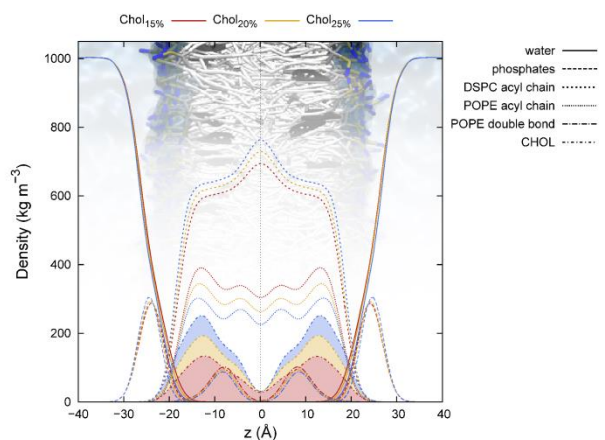 Chol15% Chol20% Chol25%
1000
800
600
400
200
0
Density (kg m−3)
−40 −30 −20 −10 0 10 20 30 40
z (Å)
water
phosphates
DSPC acyl chain
POPE acyl chain
POPE double bond
CHOL